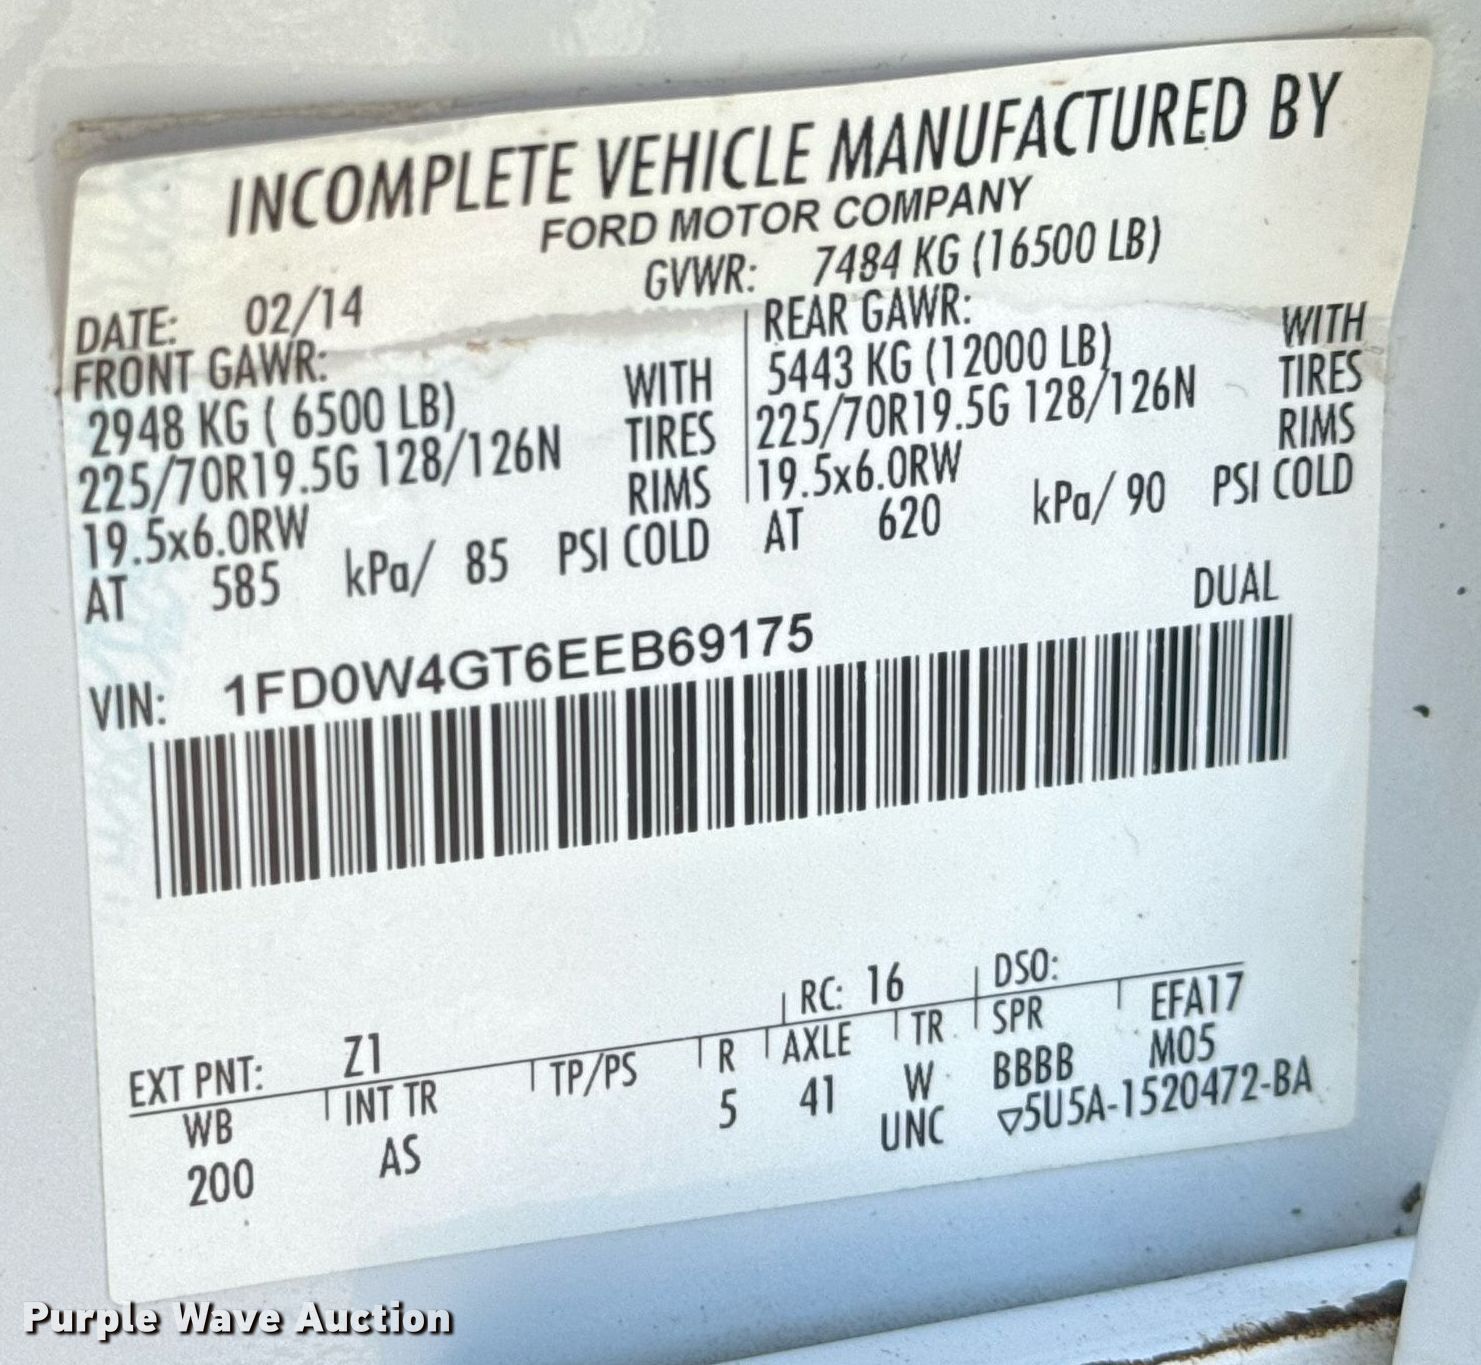 INCOMPLETE VEHICLE MANUFACTURED BY
FORD MOTOR COMPANY
DATE: 02/14 GVWR: 7484 KG (16500 LB)
FRONT GAWR:
2948 KG ( 6500 LB) WITH
225/70R19.5G 128/126N TIRES
19.5x6.0RW RIMS
AT 585 kPa/ 85 PSI COLD
REAR GAWR:
5443 KG (12000 LB) WITH
225/70R19.5G 128/126N TIRES
19.5x6.0RW RIMS
AT 620 kPa/ 90 PSI COLD
DUAL
VIN: 1FD0W4GT6EEB69175
EXT PNT: Z1 RC: 16 DSO:
WB INT TR TP/PS R AXLE TR SPR EFA17
200 AS 5 41 W BBBB M05
UNC ▽5U5A-1520472-BA
Purple Wave Auction